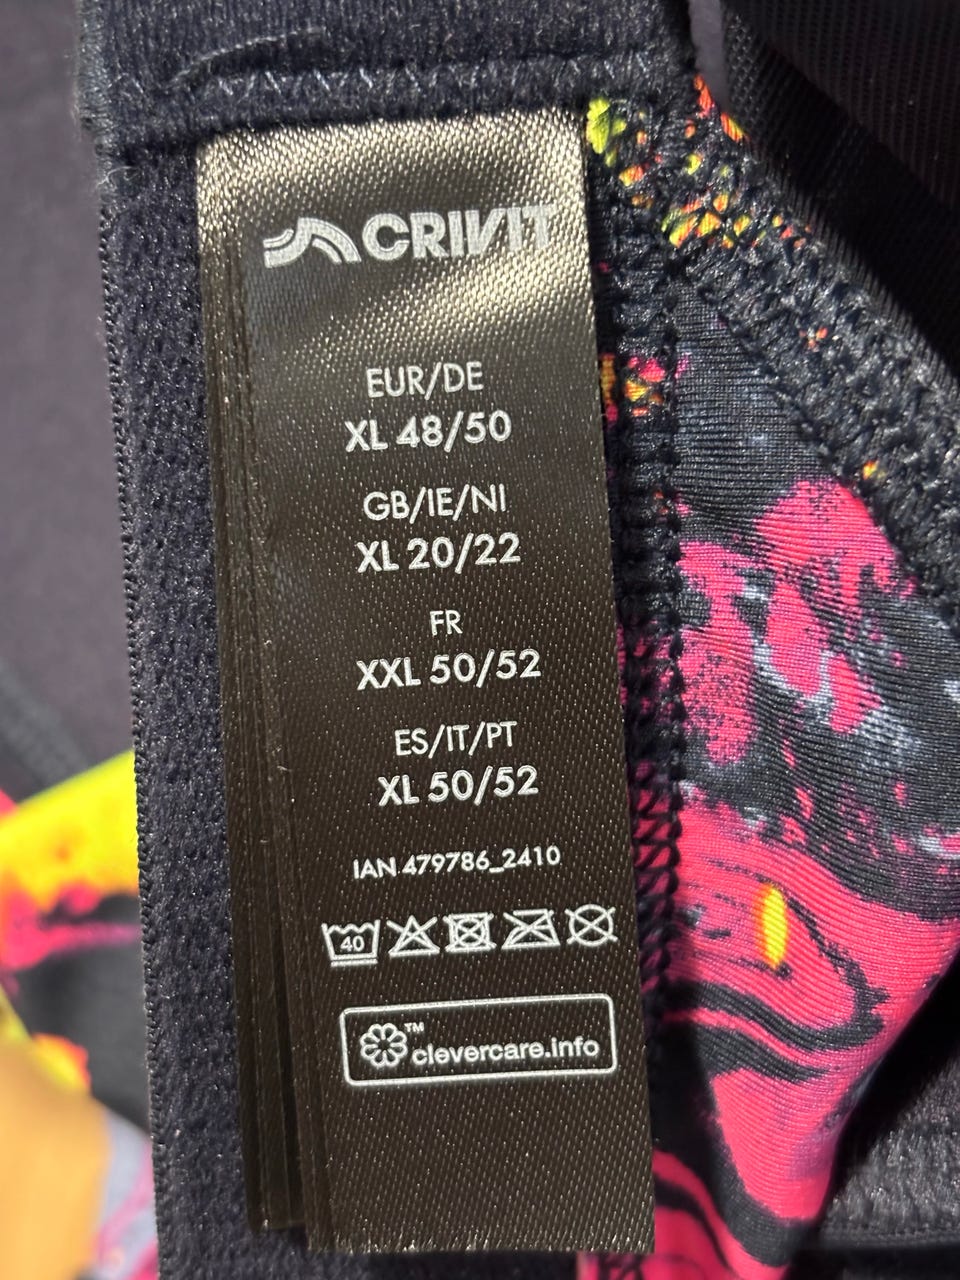 CRIVIT
EUR/DE
XL 48/50
GB/IE/NI
XL 20/22
FR
XXL 50/52
ES/IT/PT
XL 50/52
IAN 479786_2410
40
™
clevercare.info